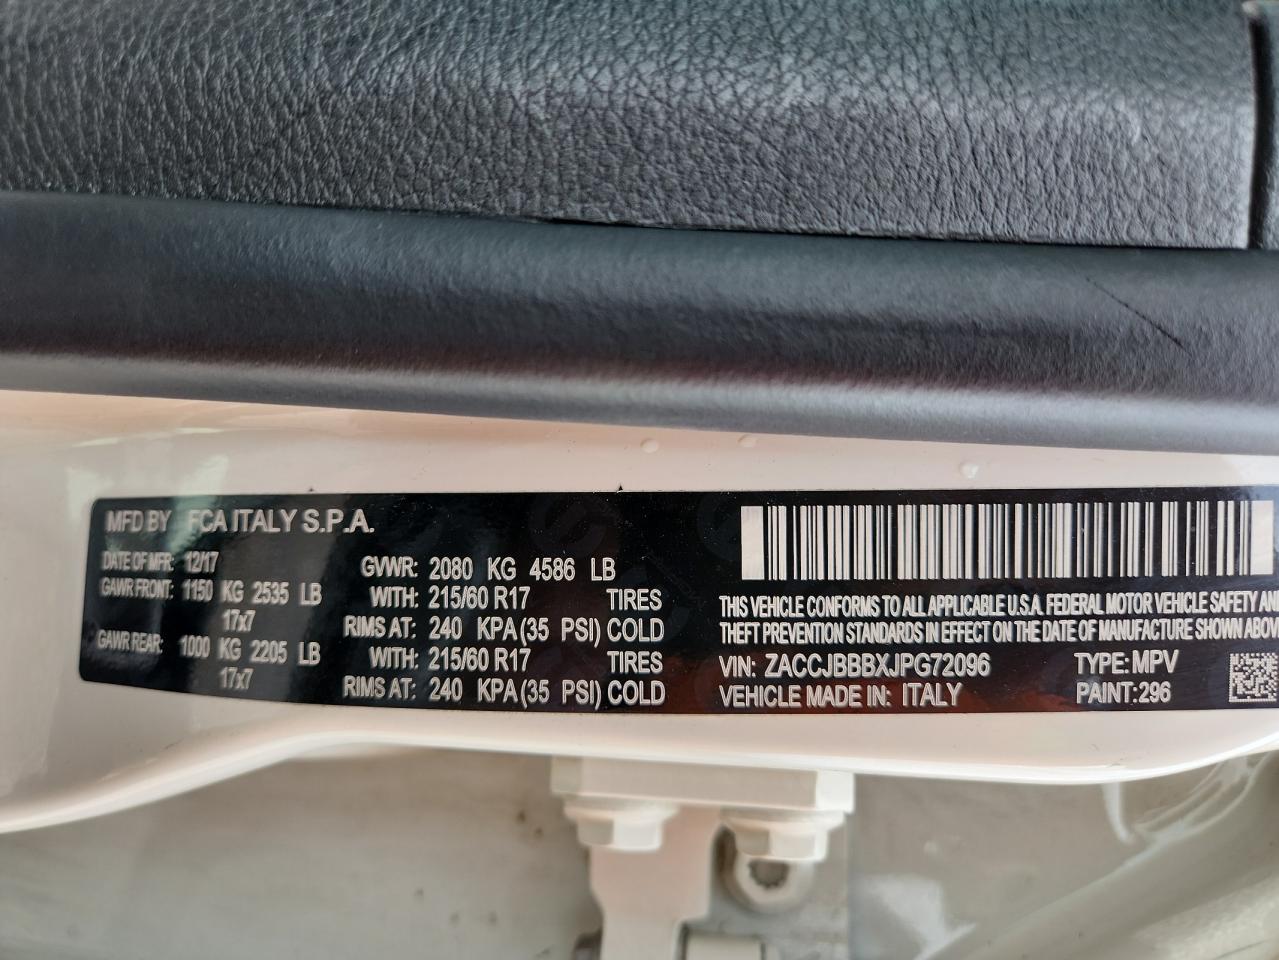 MFD BY FCA ITALY S.P.A.
DATE OF MFR: 12/17
GAWR FRONT: 1150 KG 2535 LB
17x7
GAWR REAR: 1000 KG 2205 LB
17x7
GVWR: 2080 KG 4586 LB
WITH: 215/60 R17 TIRES
RIMS AT: 240 KPA(35 PSI) COLD
WITH: 215/60 R17 TIRES
RIMS AT: 240 KPA(35 PSI) COLD
THIS VEHICLE CONFORMS TO ALL APPLICABLE U.S.A. FEDERAL MOTOR VEHICLE SAFETY AND
THEFT PREVENTION STANDARDS IN EFFECT ON THE DATE OF MANUFACTURE SHOWN ABOVE
VIN: ZACCJBBBXJPG72096 TYPE: MPV
VEHICLE MADE IN: ITALY PAINT: 296